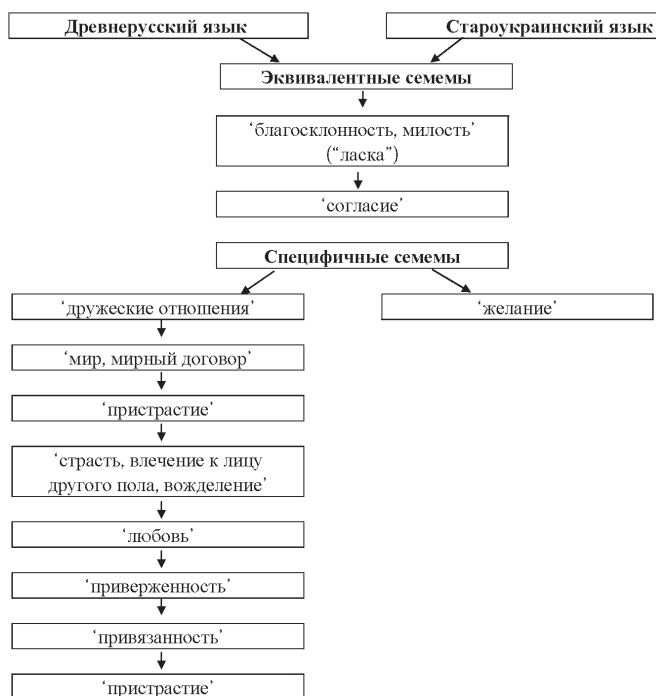 Древнерусский язык
Староукраинский язык
Эквивалентные семемы
‘благосклонность, милость’
(“ласка”)
‘согласие’
Специфичные семемы
‘дружеские отношения’
‘желание’
‘мир, мирный договор’
‘пристрастие’
‘страсть, влечение к лицу
другого пола, вожделение’
‘любовь’
‘приверженность’
‘привязанность’
‘пристрастие’